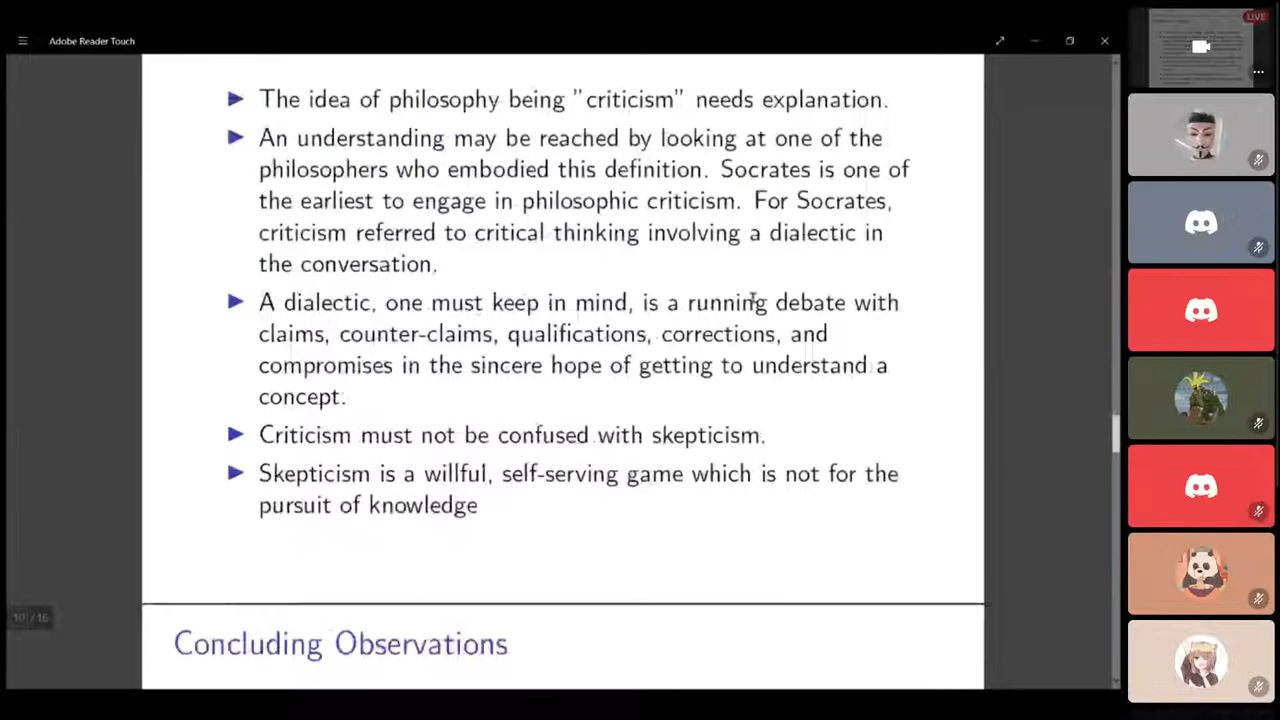 Adobe Reader Touch
LIVE
The idea of philosophy being "criticism" needs explanation.
An understanding may be reached by looking at one of the
philosophers who embodied this definition. Socrates is one of
the earliest to engage in philosophic criticism. For Socrates,
criticism referred to critical thinking involving a dialectic in
the conversation.
A dialectic, one must keep in mind, is a running debate with
claims, counter-claims, qualifications, corrections, and
compromises in the sincere hope of getting to understand a
concept.
Criticism must not be confused with skepticism.
Skepticism is a willful, self-serving game which is not for the
pursuit of knowledge
10 / 16
Concluding Observations